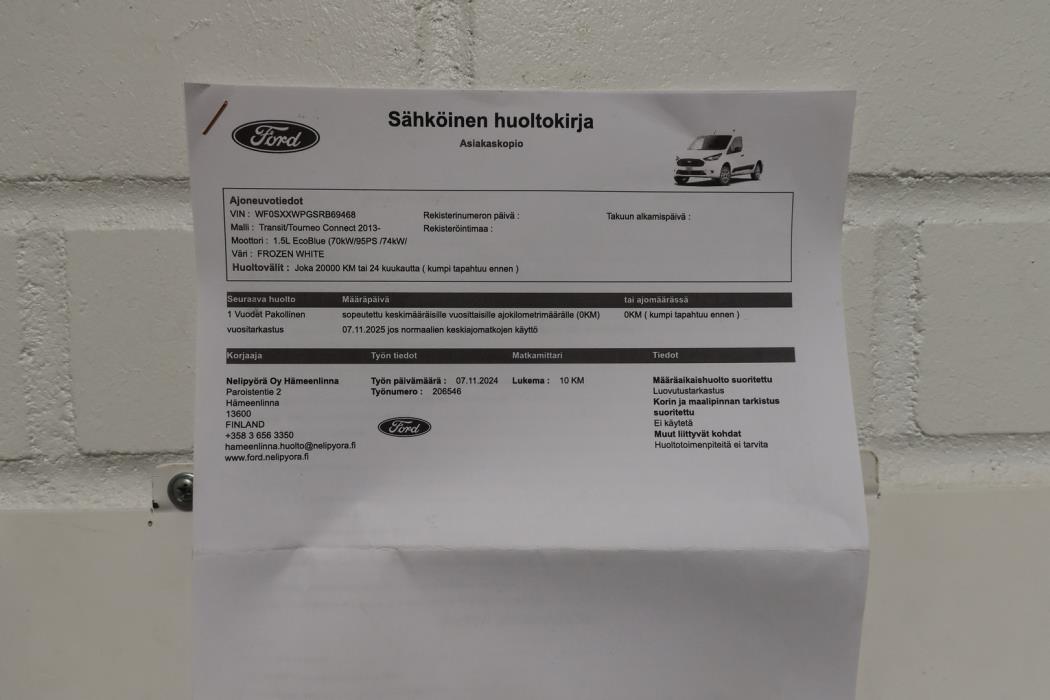 Sähköinen huoltokirja
Asiakaskopio
Ford
Ajoneuvotiedot
VIN : WF0SXXWPGSRB69468 Rekisterinumeron päivä : Takuun alkamispäivä :
Malli : Transit/Tourneo Connect 2013- Rekisteröintimaa :
Moottori : 1.5L EcoBlue (70kW/95PS /74kW/
Väri : FROZEN WHITE
Huoltovälit : Joka 20000 KM tai 24 kuukautta ( kumpi tapahtuu ennen )
Seuraava huolto Määräpäivä tai ajomäärässä
1 Vuodet Pakollinen sopeutettu keskimääräisille vuosittaisille ajokilometrimäärälle (0KM) 0KM ( kumpi tapahtuu ennen )
vuositarkastus 07.11.2025 jos normaalien keskiajomatkojen käyttö
Korjaaja Työn tiedot Matkamittari Tiedot
Nelipyörä Oy Hämeenlinna
Paroistentie 2
Hämeenlinna
13600
FINLAND
+358 3 656 3350
hameenlinna.huolto@nelipyora.fi
www.ford.nelipyora.fi
Työn päivämäärä : 07.11.2024
Työnumero : 206546
Ford
Lukema : 10 KM
Määräaikaishuolto suoritettu
Luovutustarkastus
Korin ja maalipinnan tarkistus
suoritettu
Ei käytetä
Muut liittyvät kohdat
Huoltotoimenpiteitä ei tarvita